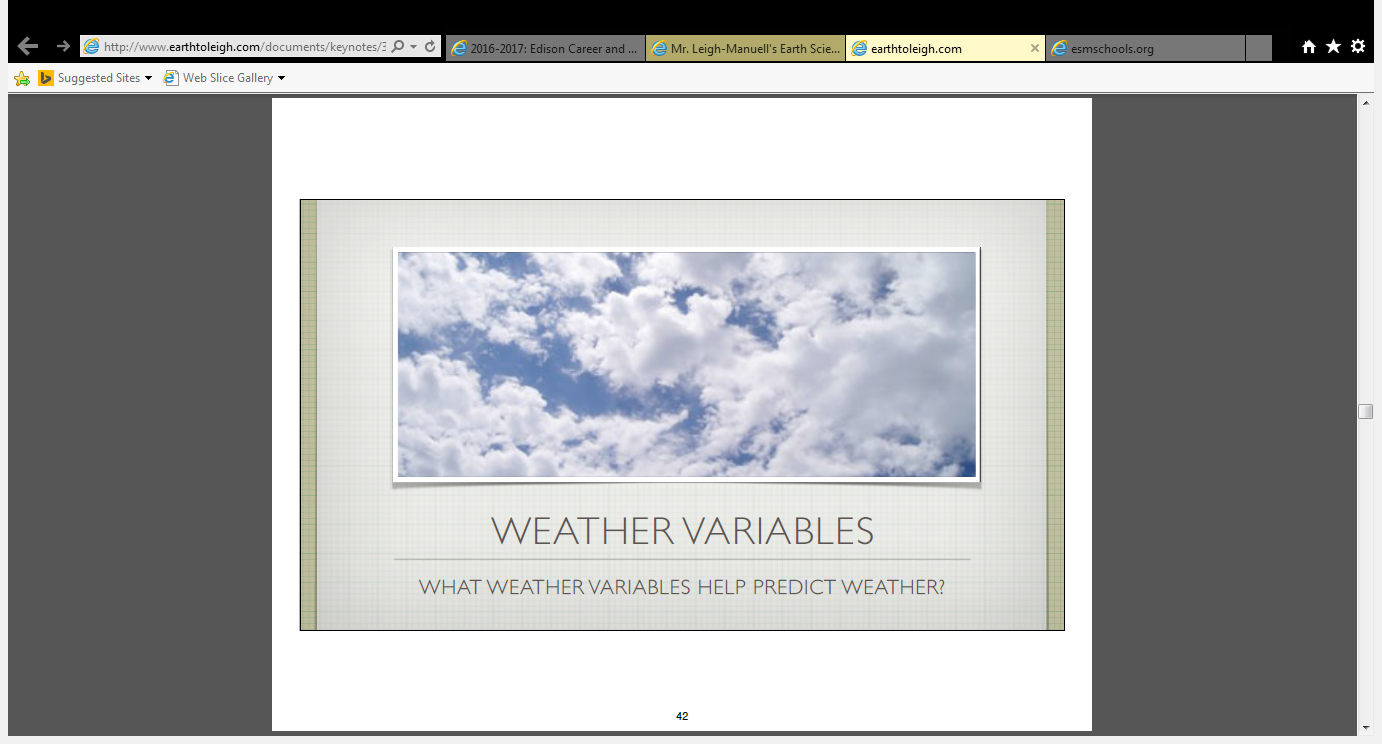 http://www.earthtoleigh.com/documents/keynotes/3
2016-2017: Edison Career and ...
Mr. Leigh-Manuell's Earth Scie...
earthtoleigh.com
esmschools.org
Suggested Sites
Web Slice Gallery
WEATHER VARIABLES
WHAT WEATHER VARIABLES HELP PREDICT WEATHER?
42